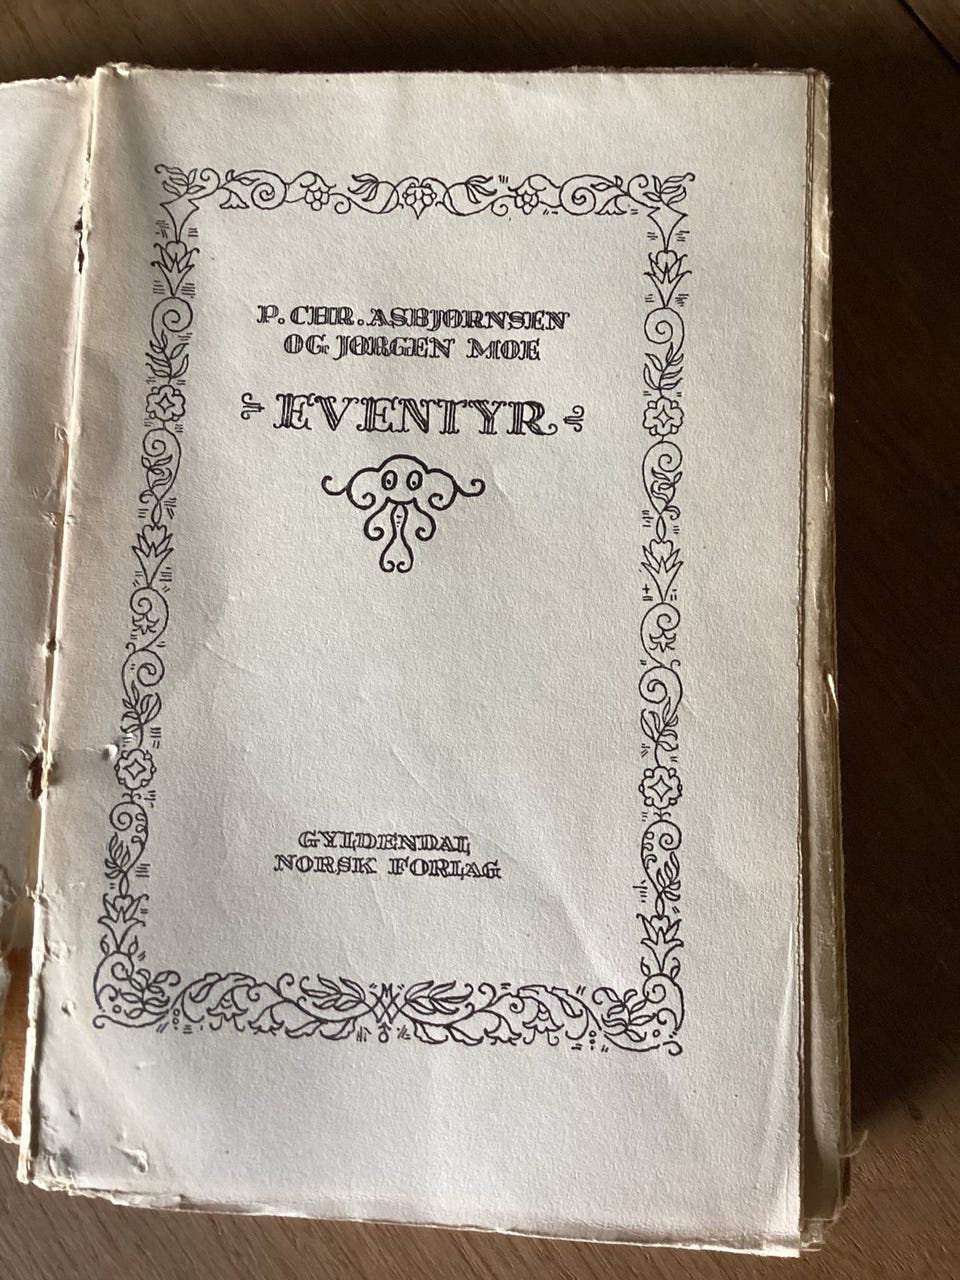 P. CHR. ASBJØRNSEN
OG JØRGEN MOE
EVENTYR
GYLDENDAL
NORSK FORLAG